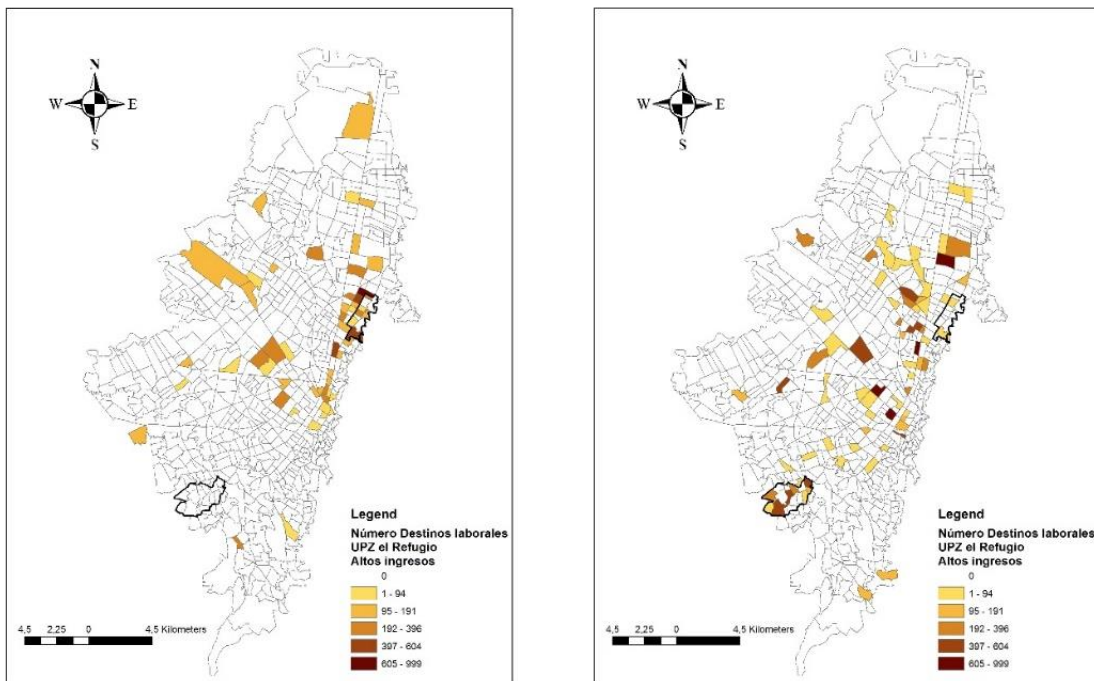 N
W E
S
Legend
Número Destinos laborales
UPZ el Refugio
Altos ingresos
0
1 - 94
95 - 191
192 - 396
397 - 604
605 - 999
4,5 2,25 0 4,5 Kilometers
N
W E
S
Legend
Número Destinos laborales
UPZ el Refugio
Altos ingresos
0
1 - 94
95 - 191
192 - 396
397 - 604
605 - 999
4,5 2,25 0 4,5 Kilometers